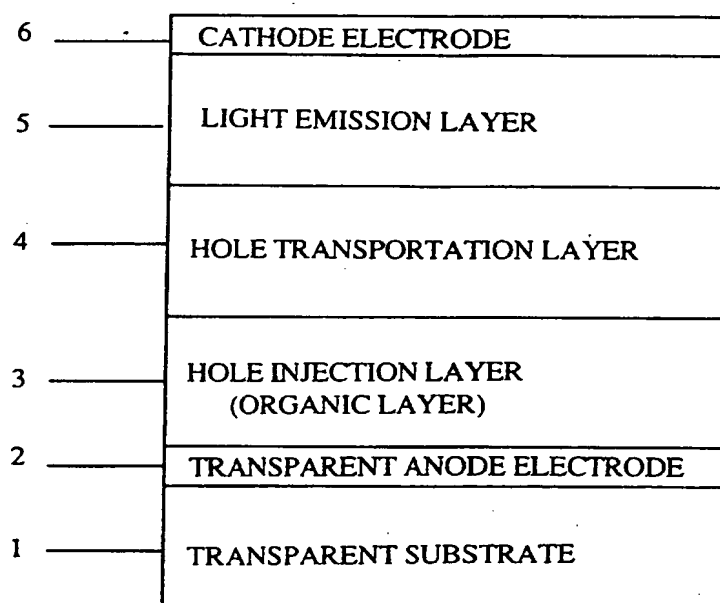 6 CATHODE ELECTRODE
5 LIGHT EMISSION LAYER
4 HOLE TRANSPORTATION LAYER
3 HOLE INJECTION LAYER
(ORGANIC LAYER)
2 TRANSPARENT ANODE ELECTRODE
1 TRANSPARENT SUBSTRATE